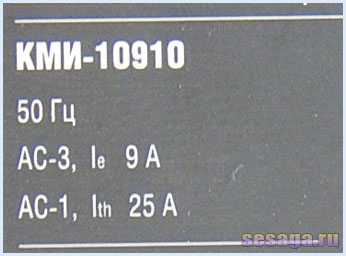 КМИ-10910
50 Гц
АС-3, Ie 9 А
АС-1, Ith 25 А
sesaga.ru